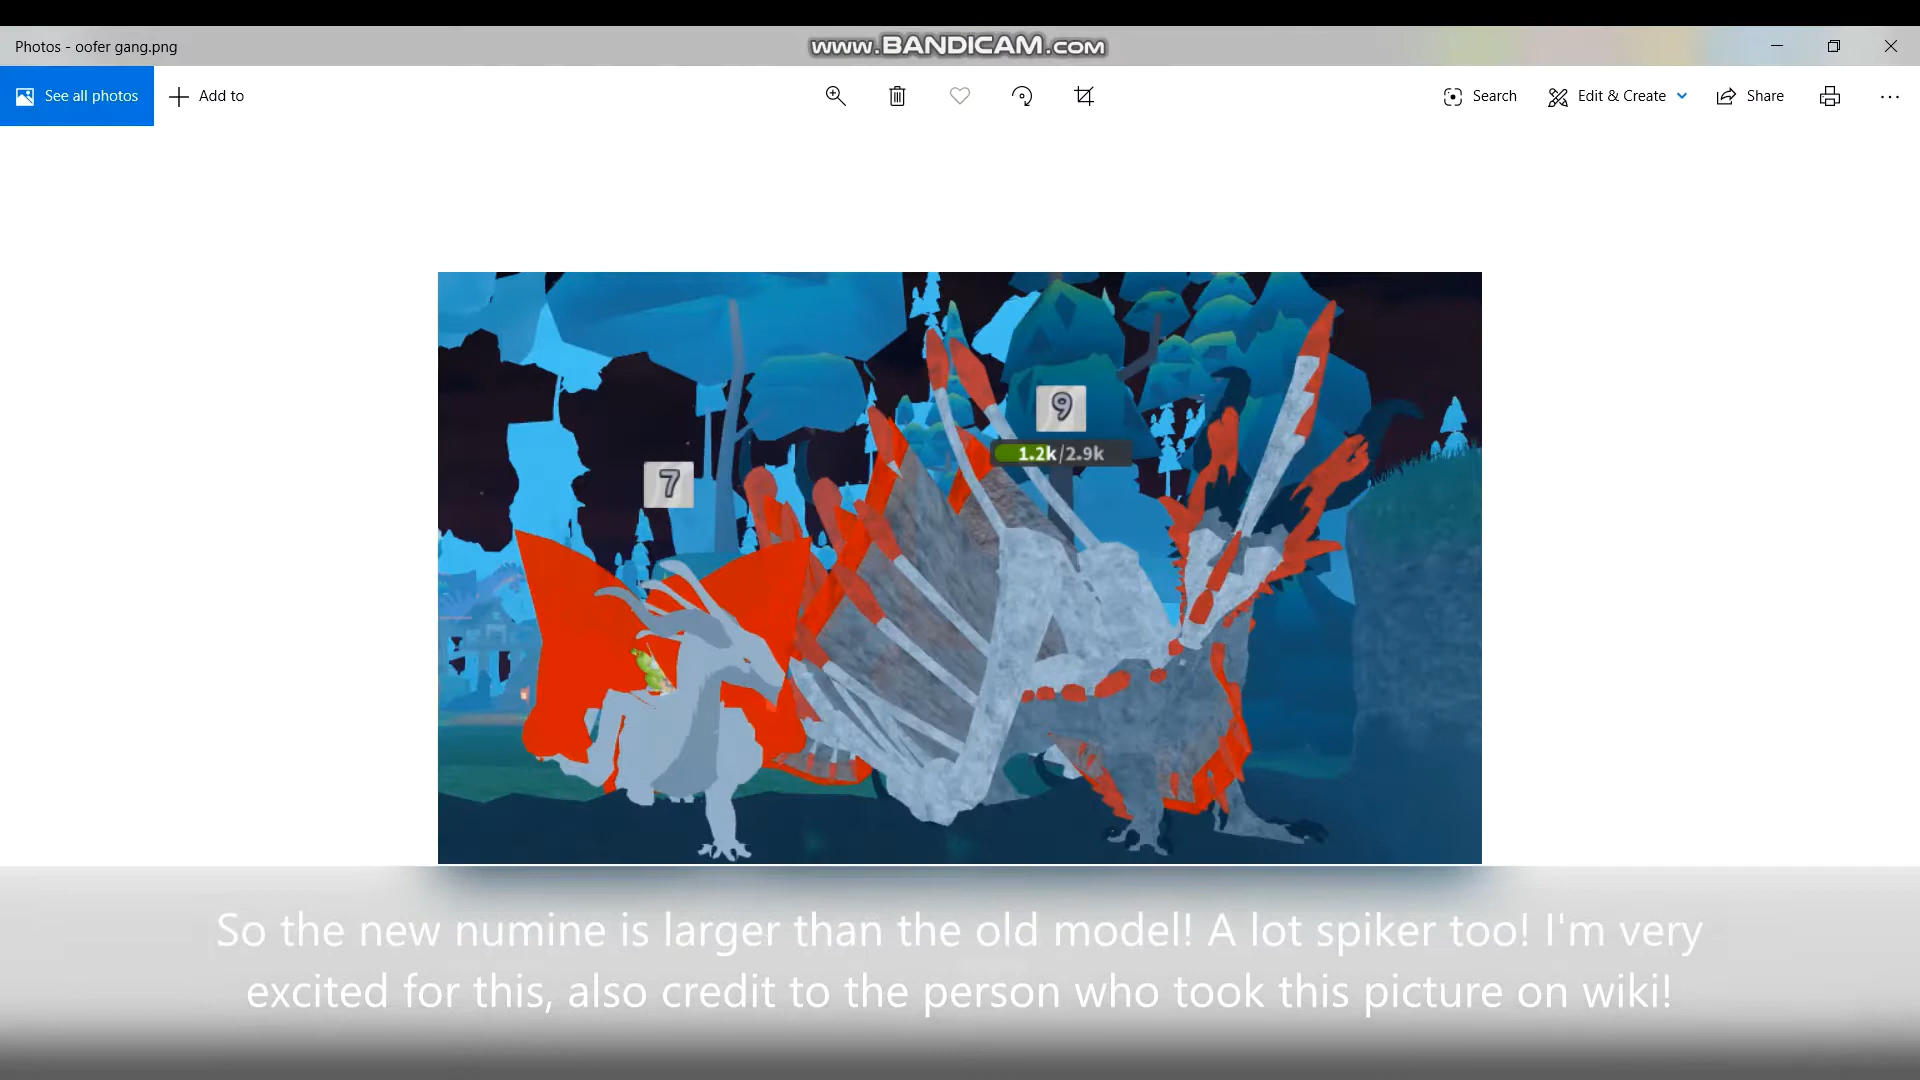 www.BANDICAM.com
Photos - oofer gang.png
See all photos
Add to
Search
Edit & Create
Share
9
1.2k/2.9k
7
So the new numine is larger than the old model! A lot spiker too! I'm very
excited for this, also credit to the person who took this picture on wiki!